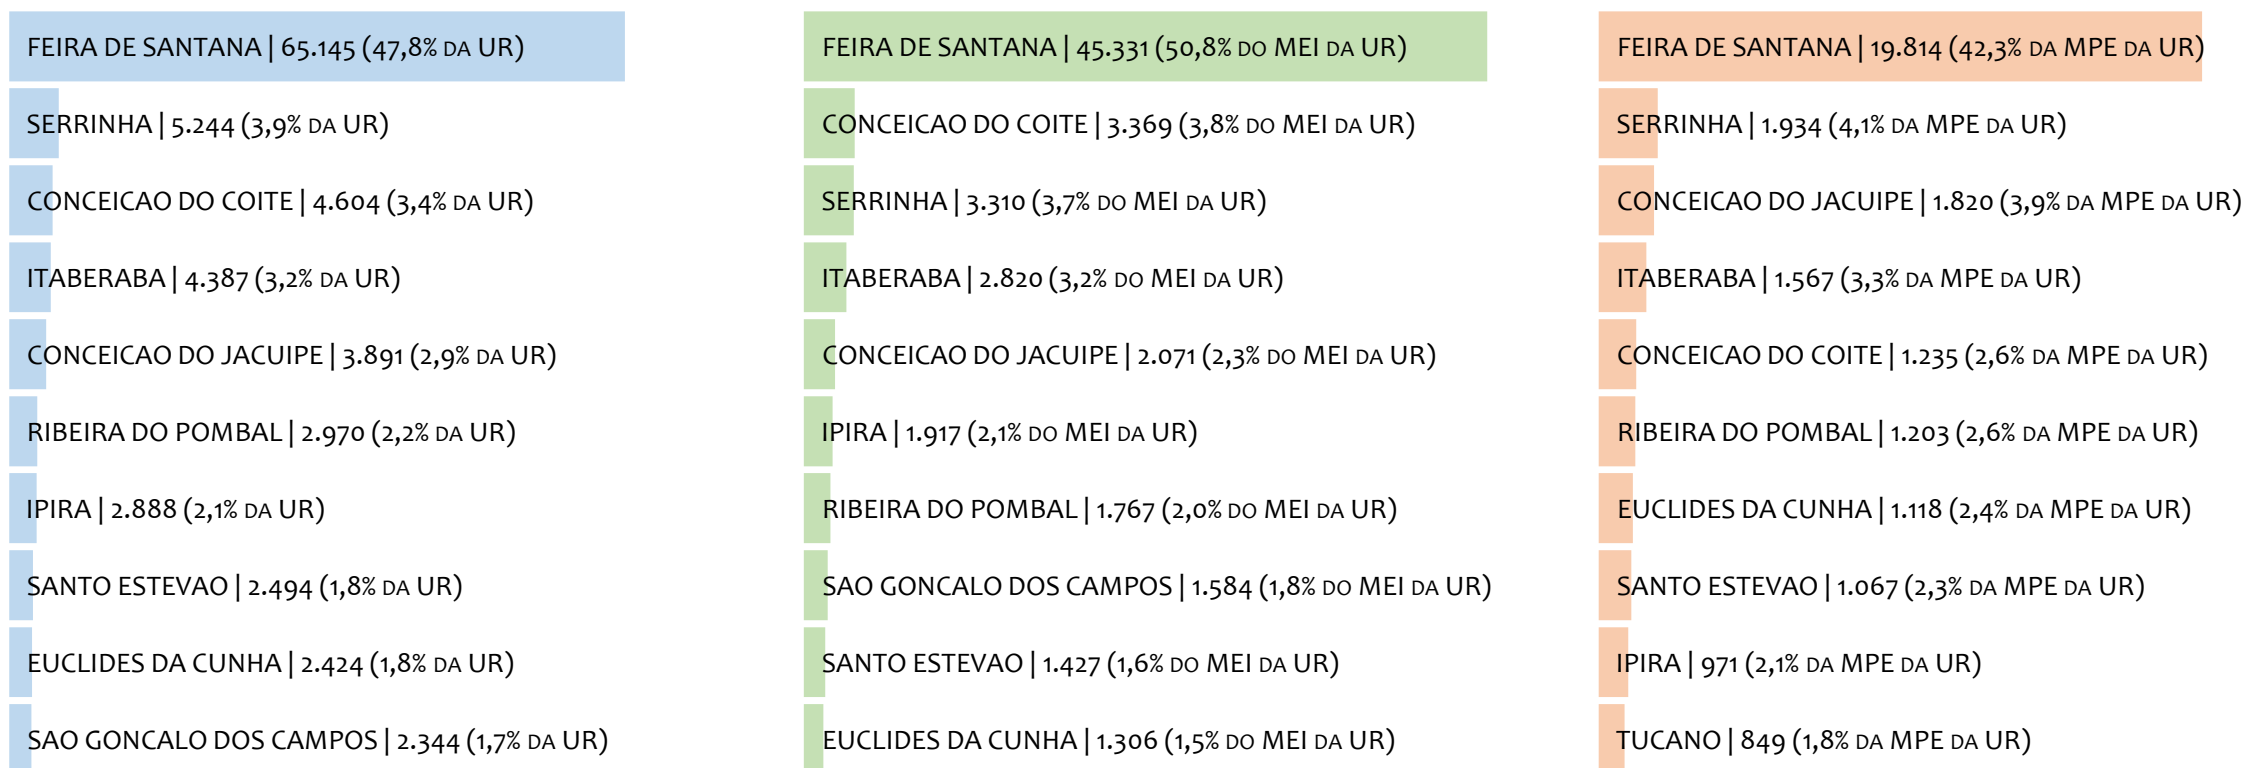 FEIRA DE SANTANA | 65.145 (47,8% DA UR)
SERRINHA | 5.244 (3,9% DA UR)
CONCEICAO DO COITE | 4.604 (3,4% DA UR)
ITABERABA | 4.387 (3,2% DA UR)
CONCEICAO DO JACUIPE | 3.891 (2,9% DA UR)
RIBEIRA DO POMBAL | 2.970 (2,2% DA UR)
IPIRA | 2.888 (2,1% DA UR)
SANTO ESTEVAO | 2.494 (1,8% DA UR)
EUCLIDES DA CUNHA | 2.424 (1,8% DA UR)
SAO GONCALO DOS CAMPOS | 2.344 (1,7% DA UR)
FEIRA DE SANTANA | 45.331 (50,8% DO MEI DA UR)
CONCEICAO DO COITE | 3.369 (3,8% DO MEI DA UR)
SERRINHA | 3.310 (3,7% DO MEI DA UR)
ITABERABA | 2.820 (3,2% DO MEI DA UR)
CONCEICAO DO JACUIPE | 2.071 (2,3% DO MEI DA UR)
IPIRA | 1.917 (2,1% DO MEI DA UR)
RIBEIRA DO POMBAL | 1.767 (2,0% DO MEI DA UR)
SAO GONCALO DOS CAMPOS | 1.584 (1,8% DO MEI DA UR)
SANTO ESTEVAO | 1.427 (1,6% DO MEI DA UR)
EUCLIDES DA CUNHA | 1.306 (1,5% DO MEI DA UR)
FEIRA DE SANTANA | 19.814 (42,3% DA MPE DA UR)
SERRINHA | 1.934 (4,1% DA MPE DA UR)
CONCEICAO DO JACUIPE | 1.820 (3,9% DA MPE DA UR)
ITABERABA | 1.567 (3,3% DA MPE DA UR)
CONCEICAO DO COITE | 1.235 (2,6% DA MPE DA UR)
RIBEIRA DO POMBAL | 1.203 (2,6% DA MPE DA UR)
EUCLIDES DA CUNHA | 1.118 (2,4% DA MPE DA UR)
SANTO ESTEVAO | 1.067 (2,3% DA MPE DA UR)
IPIRA | 971 (2,1% DA MPE DA UR)
TUCANO | 849 (1,8% DA MPE DA UR)